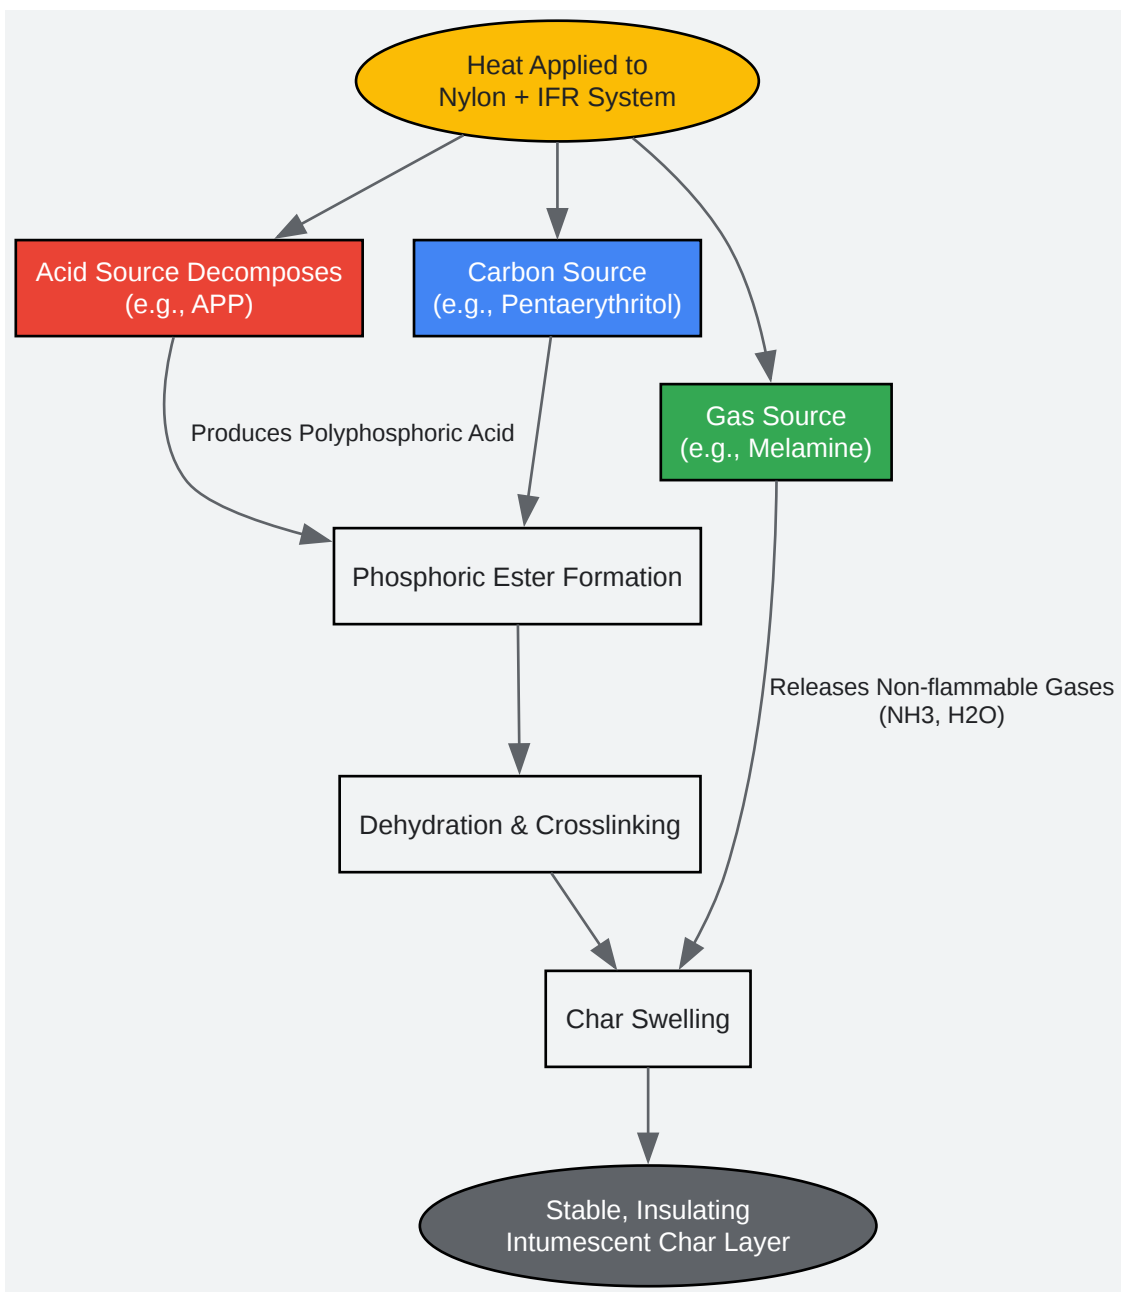 Heat Applied to
Nylon + IFR System
Acid Source Decomposes
(e.g., APP)
Carbon Source
(e.g., Pentaerythritol)
Gas Source
(e.g., Melamine)
Produces Polyphosphoric Acid
Phosphoric Ester Formation
Releases Non-flammable Gases
(NH3, H2O)
Dehydration & Crosslinking
Char Swelling
Stable, Insulating
Intumescent Char Layer